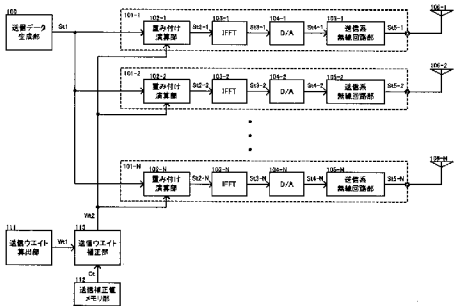 100
送信データ
生成部
St1
101-1
102-1
重み付け
演算部
St2-1
103-1
IFFT
St3-1
104-1
D/A
St4-1
105-1
送信系
無線回路部
St5-1
106-1
101-2
102-2
重み付け
演算部
St2-2
103-2
IFFT
St3-2
104-2
D/A
St4-2
105-2
送信系
無線回路部
St5-2
106-2
101-N
102-N
重み付け
演算部
St2-N
103-N
IFFT
St3-N
104-N
D/A
St4-N
105-N
送信系
無線回路部
St5-N
106-N
Wt2
111
送信ウエイト
算出部
Wt1
113
送信ウエイト
補正部
Ct
112
送信補正値
メモリ部